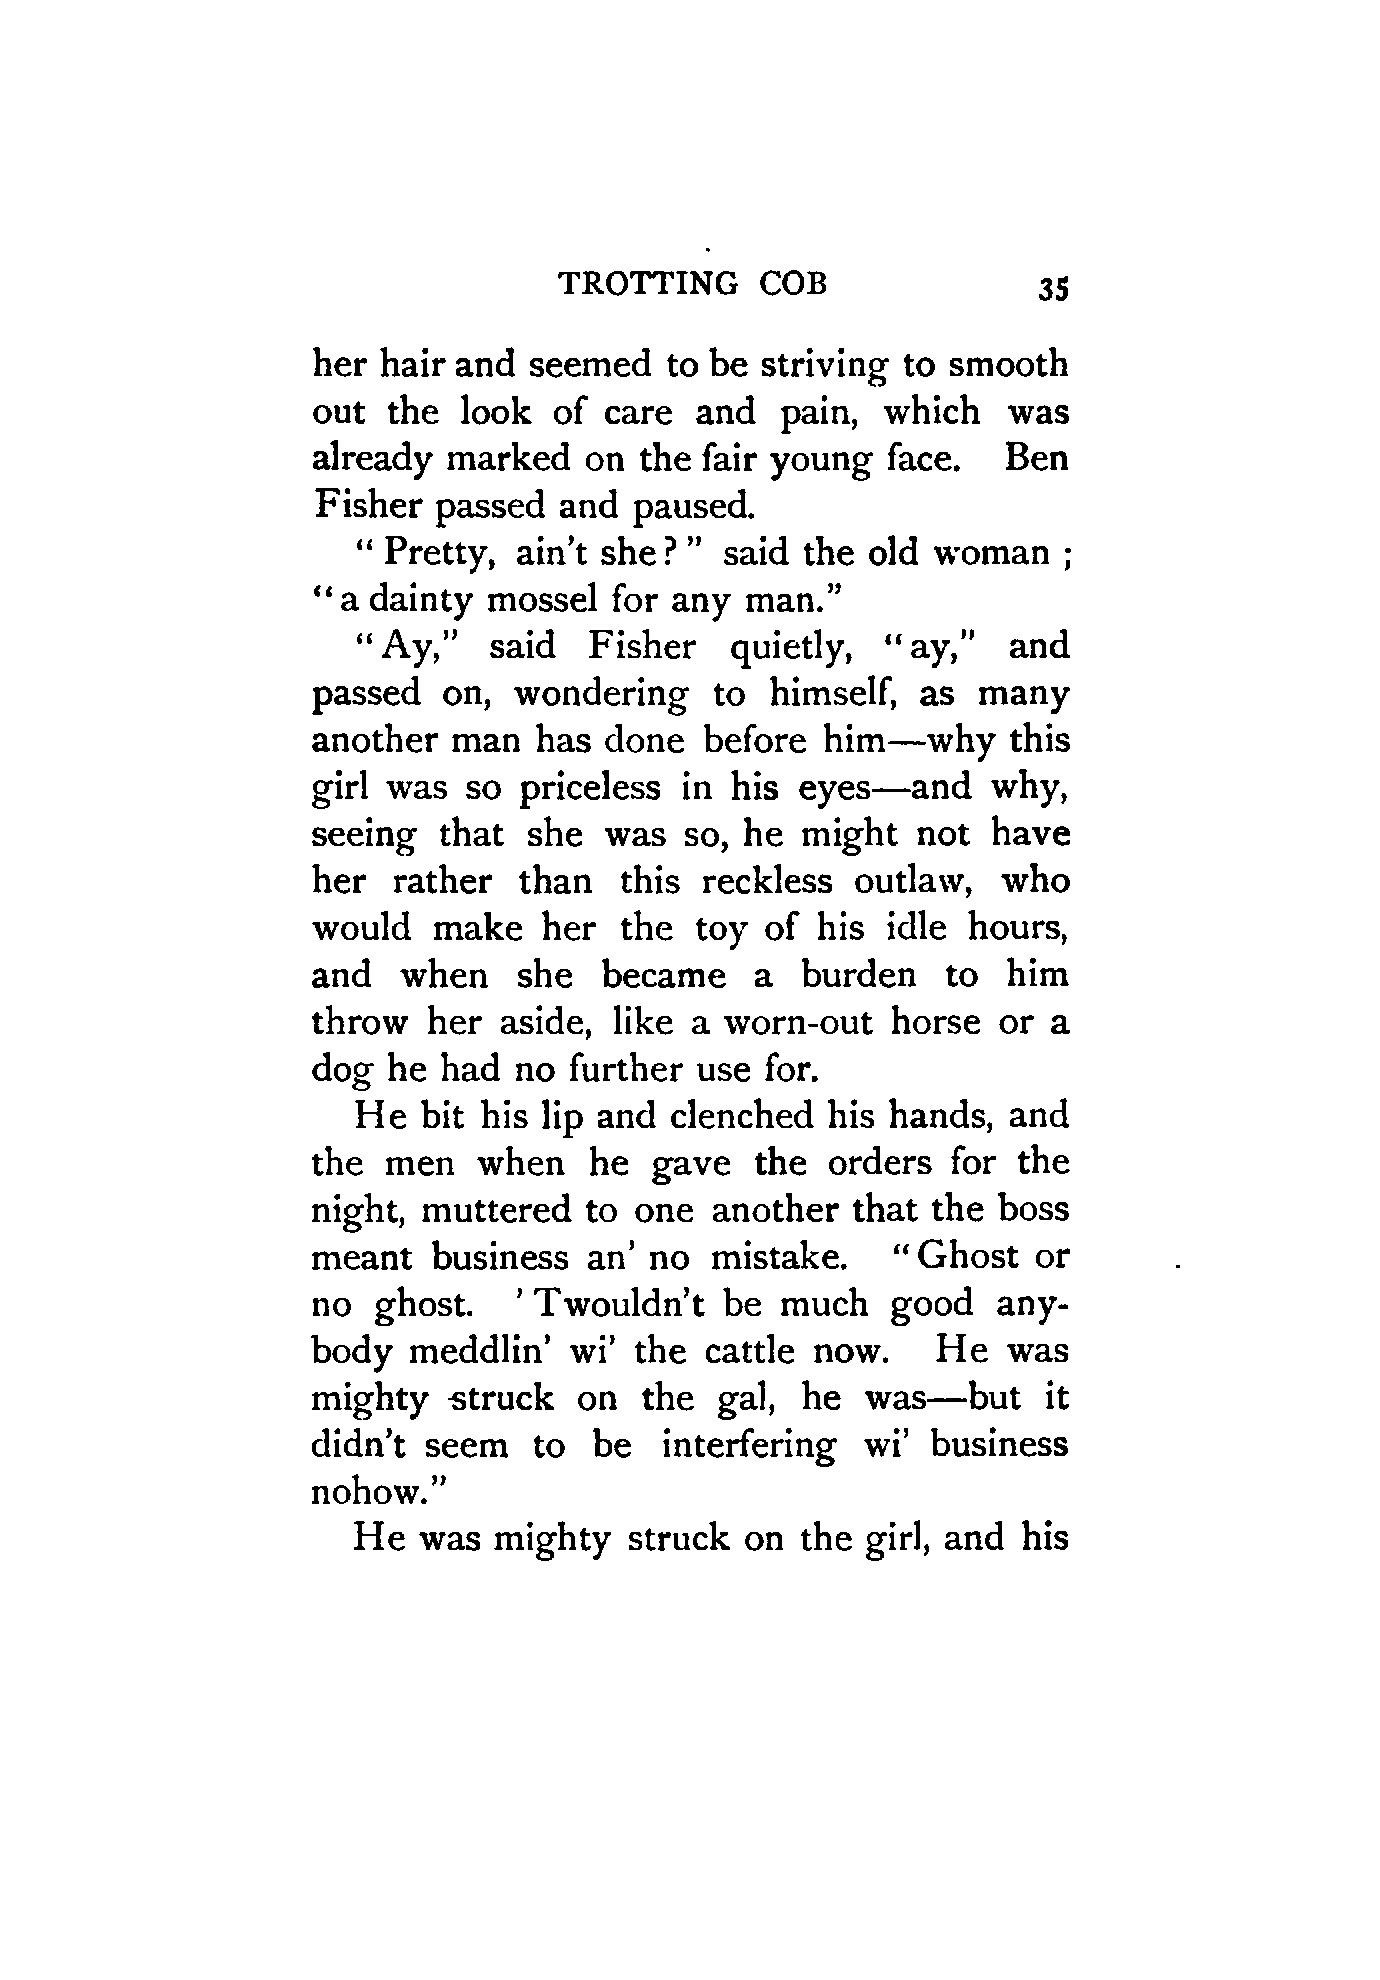 TROTTING COB 35
her hair and seemed to be striving to smooth
out the look of care and pain, which was
already marked on the fair young face. Ben
Fisher passed and paused.
“Pretty, ain't she?” said the old woman;
“a dainty mossel for any man.”
“Ay,” said Fisher quietly, “ay,” and
passed on, wondering to himself, as many
another man has done before him—why this
girl was so priceless in his eyes—and why,
seeing that she was so, he might not have
her rather than this reckless outlaw, who
would make her the toy of his idle hours,
and when she became a burden to him
throw her aside, like a worn-out horse or a
dog he had no further use for.
He bit his lip and clenched his hands, and
the men when he gave the orders for the
night, muttered to one another that the boss
meant business an' no mistake. “Ghost or
no ghost. 'Twouldn't be much good any-
body meddlin' wi' the cattle now. He was
mighty struck on the gal, he was—but it
didn't seem to be interfering wi' business
nohow.”
He was mighty struck on the girl, and his